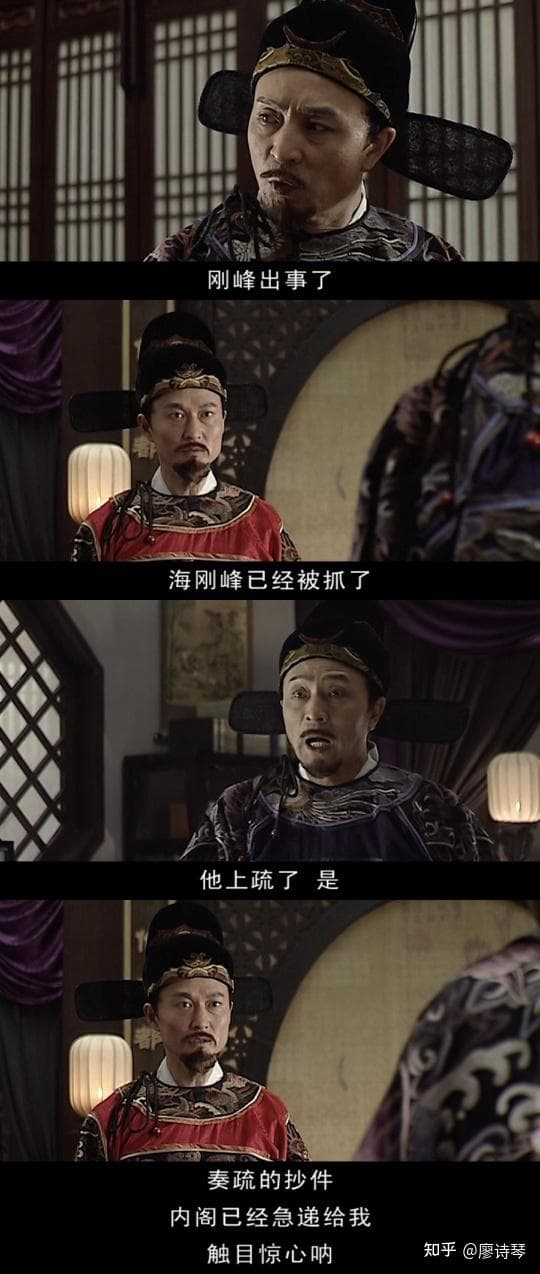 刚峰出事了
海刚峰已经被抓了
他上疏了 是
奏疏的抄件
内阁已经急递给我
触目惊心呐
知乎 @廖诗琴